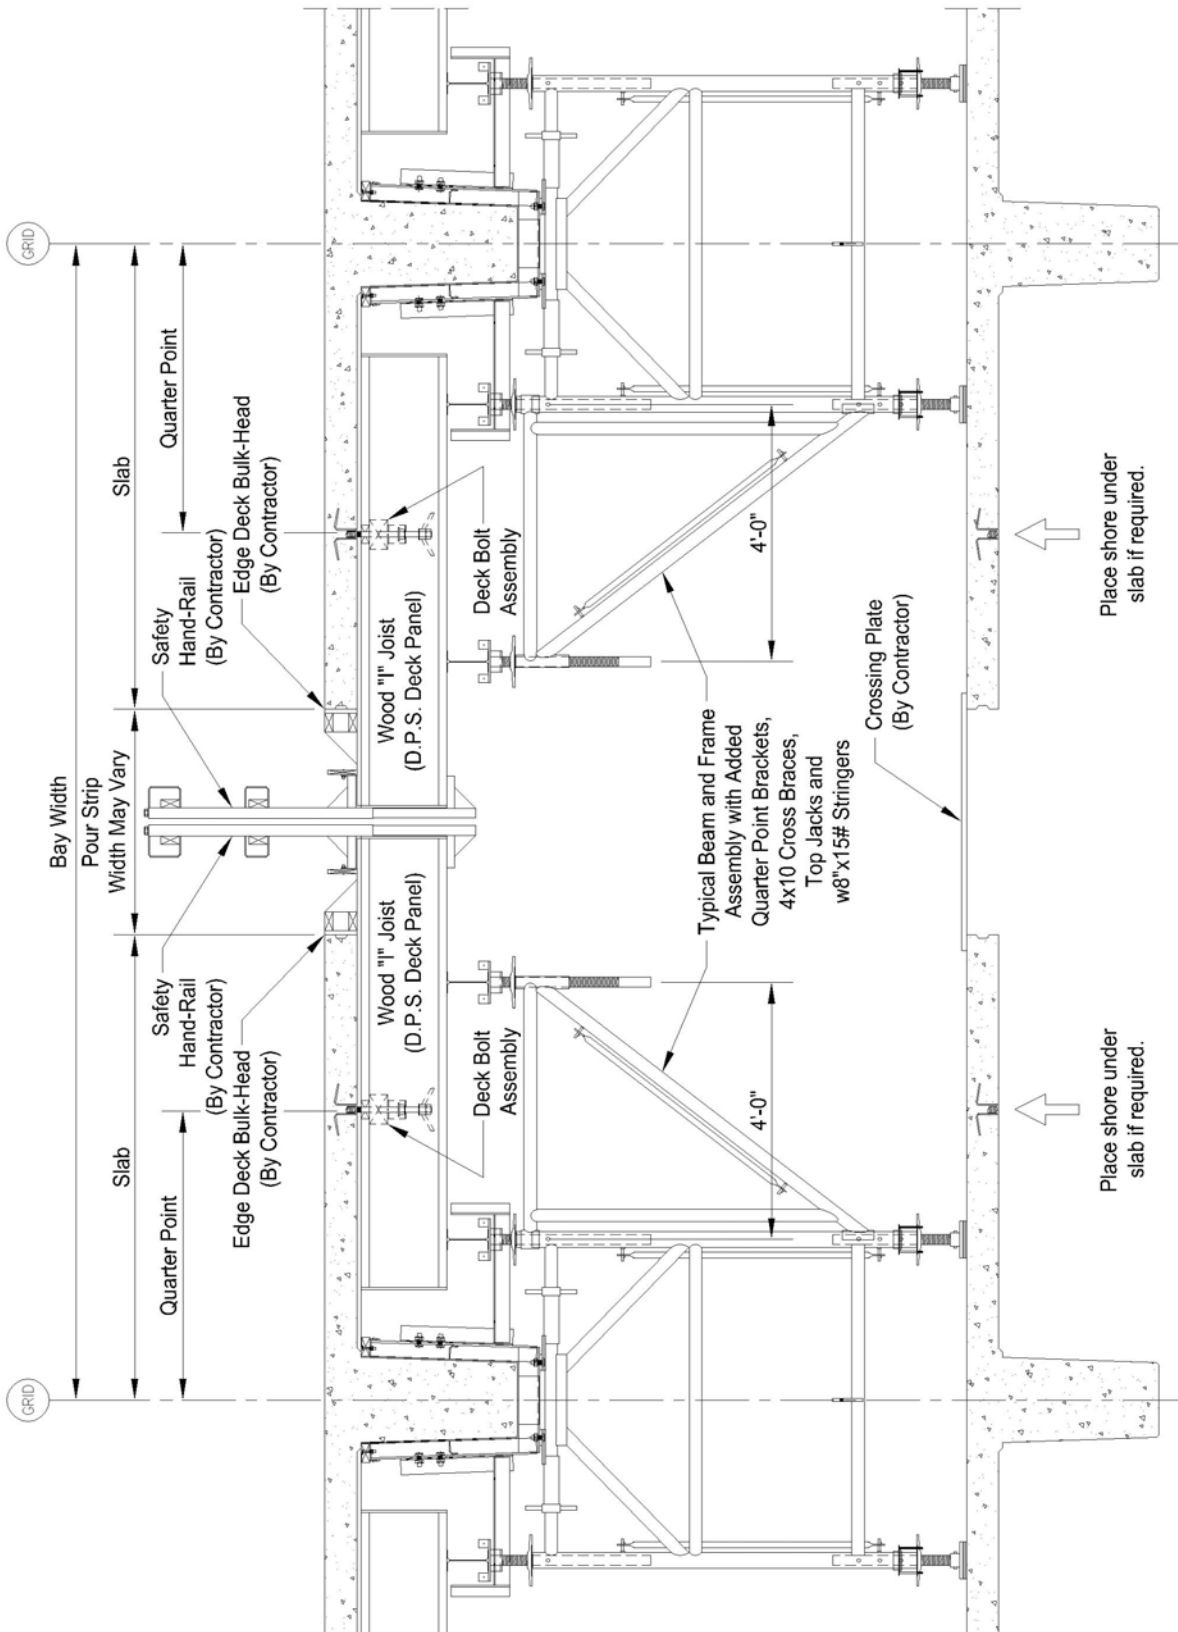 GRID
GRID
Bay Width
Pour Strip
Width May Vary
Slab
Slab
Quarter Point
Quarter Point
Safety
Hand-Rail
(By Contractor)
Safety
Hand-Rail
(By Contractor)
Edge Deck Bulk-Head
(By Contractor)
Edge Deck Bulk-Head
(By Contractor)
Wood "I" Joist
(D.P.S. Deck Panel)
Wood "I" Joist
(D.P.S. Deck Panel)
Deck Bolt
Assembly
Deck Bolt
Assembly
4'-0"
4'-0"
Typical Beam and Frame
Assembly with Added
Quarter Point Brackets,
4x10 Cross Braces,
Top Jacks and
w8"x15# Stringers
Crossing Plate
(By Contractor)
Place shore under
slab if required.
Place shore under
slab if required.